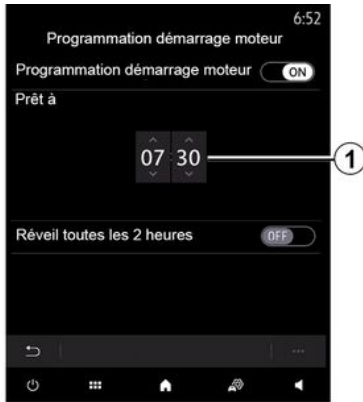 6:52
Programmation démarrage moteur
Programmation démarrage moteur ON
Prêt à
07 30
1
Réveil toutes les 2 heures OFF